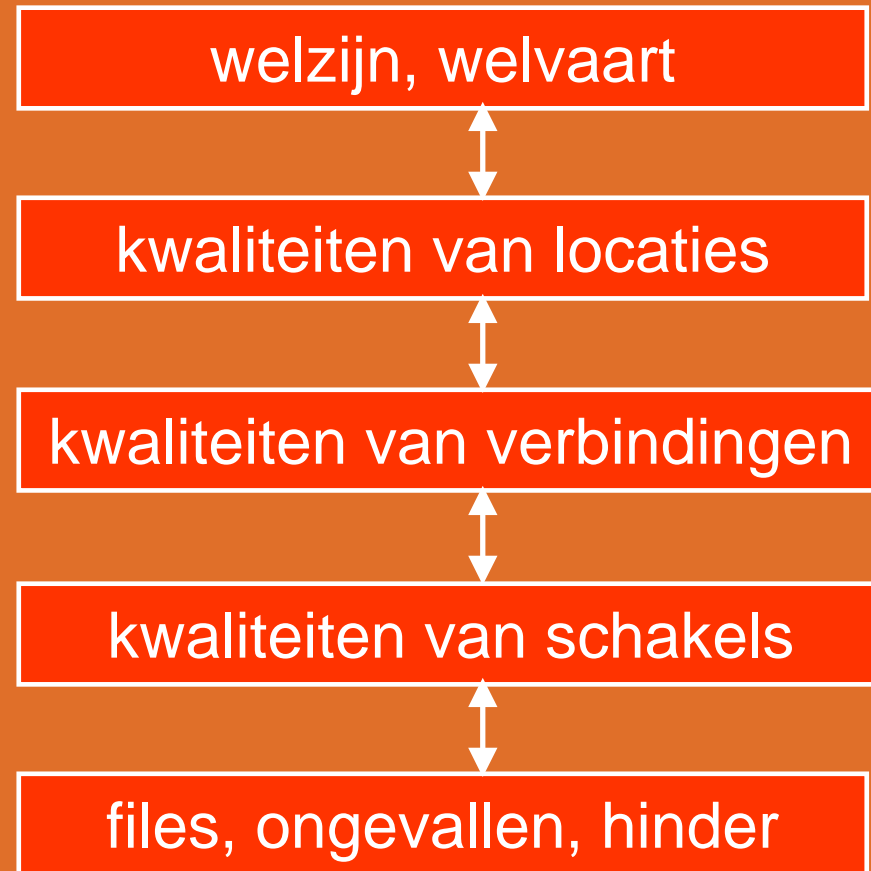 welzijn, welvaart
kwaliteiten van locaties
kwaliteiten van verbindingen
kwaliteiten van schakels
files, ongevallen, hinder